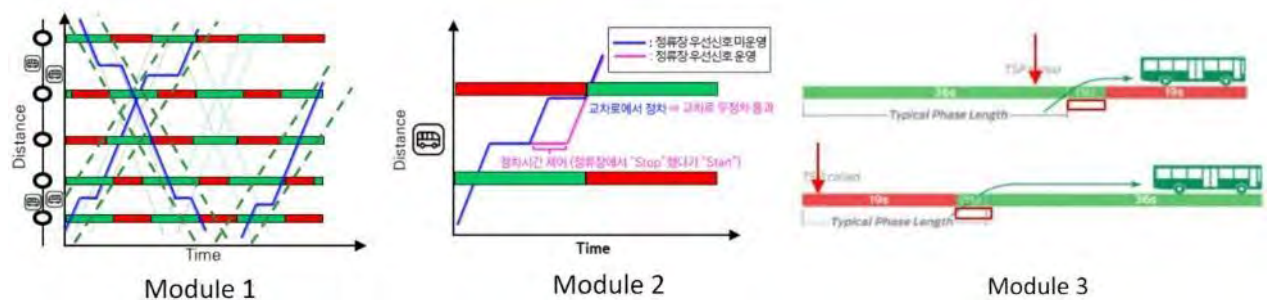 Distance
Time
Module 1
: 정류장 우선신호 미운영
: 정류장 우선신호 운영
교차로에서 정차 ⇒ 교차로 무정차 통과
정차시간 제어 (정류장에서 "Stop" 했다가 "Start")
Distance
Time
Module 2
TSP
36s
19s
Typical Phase Length
19s
36s
Typical Phase Length
Module 3